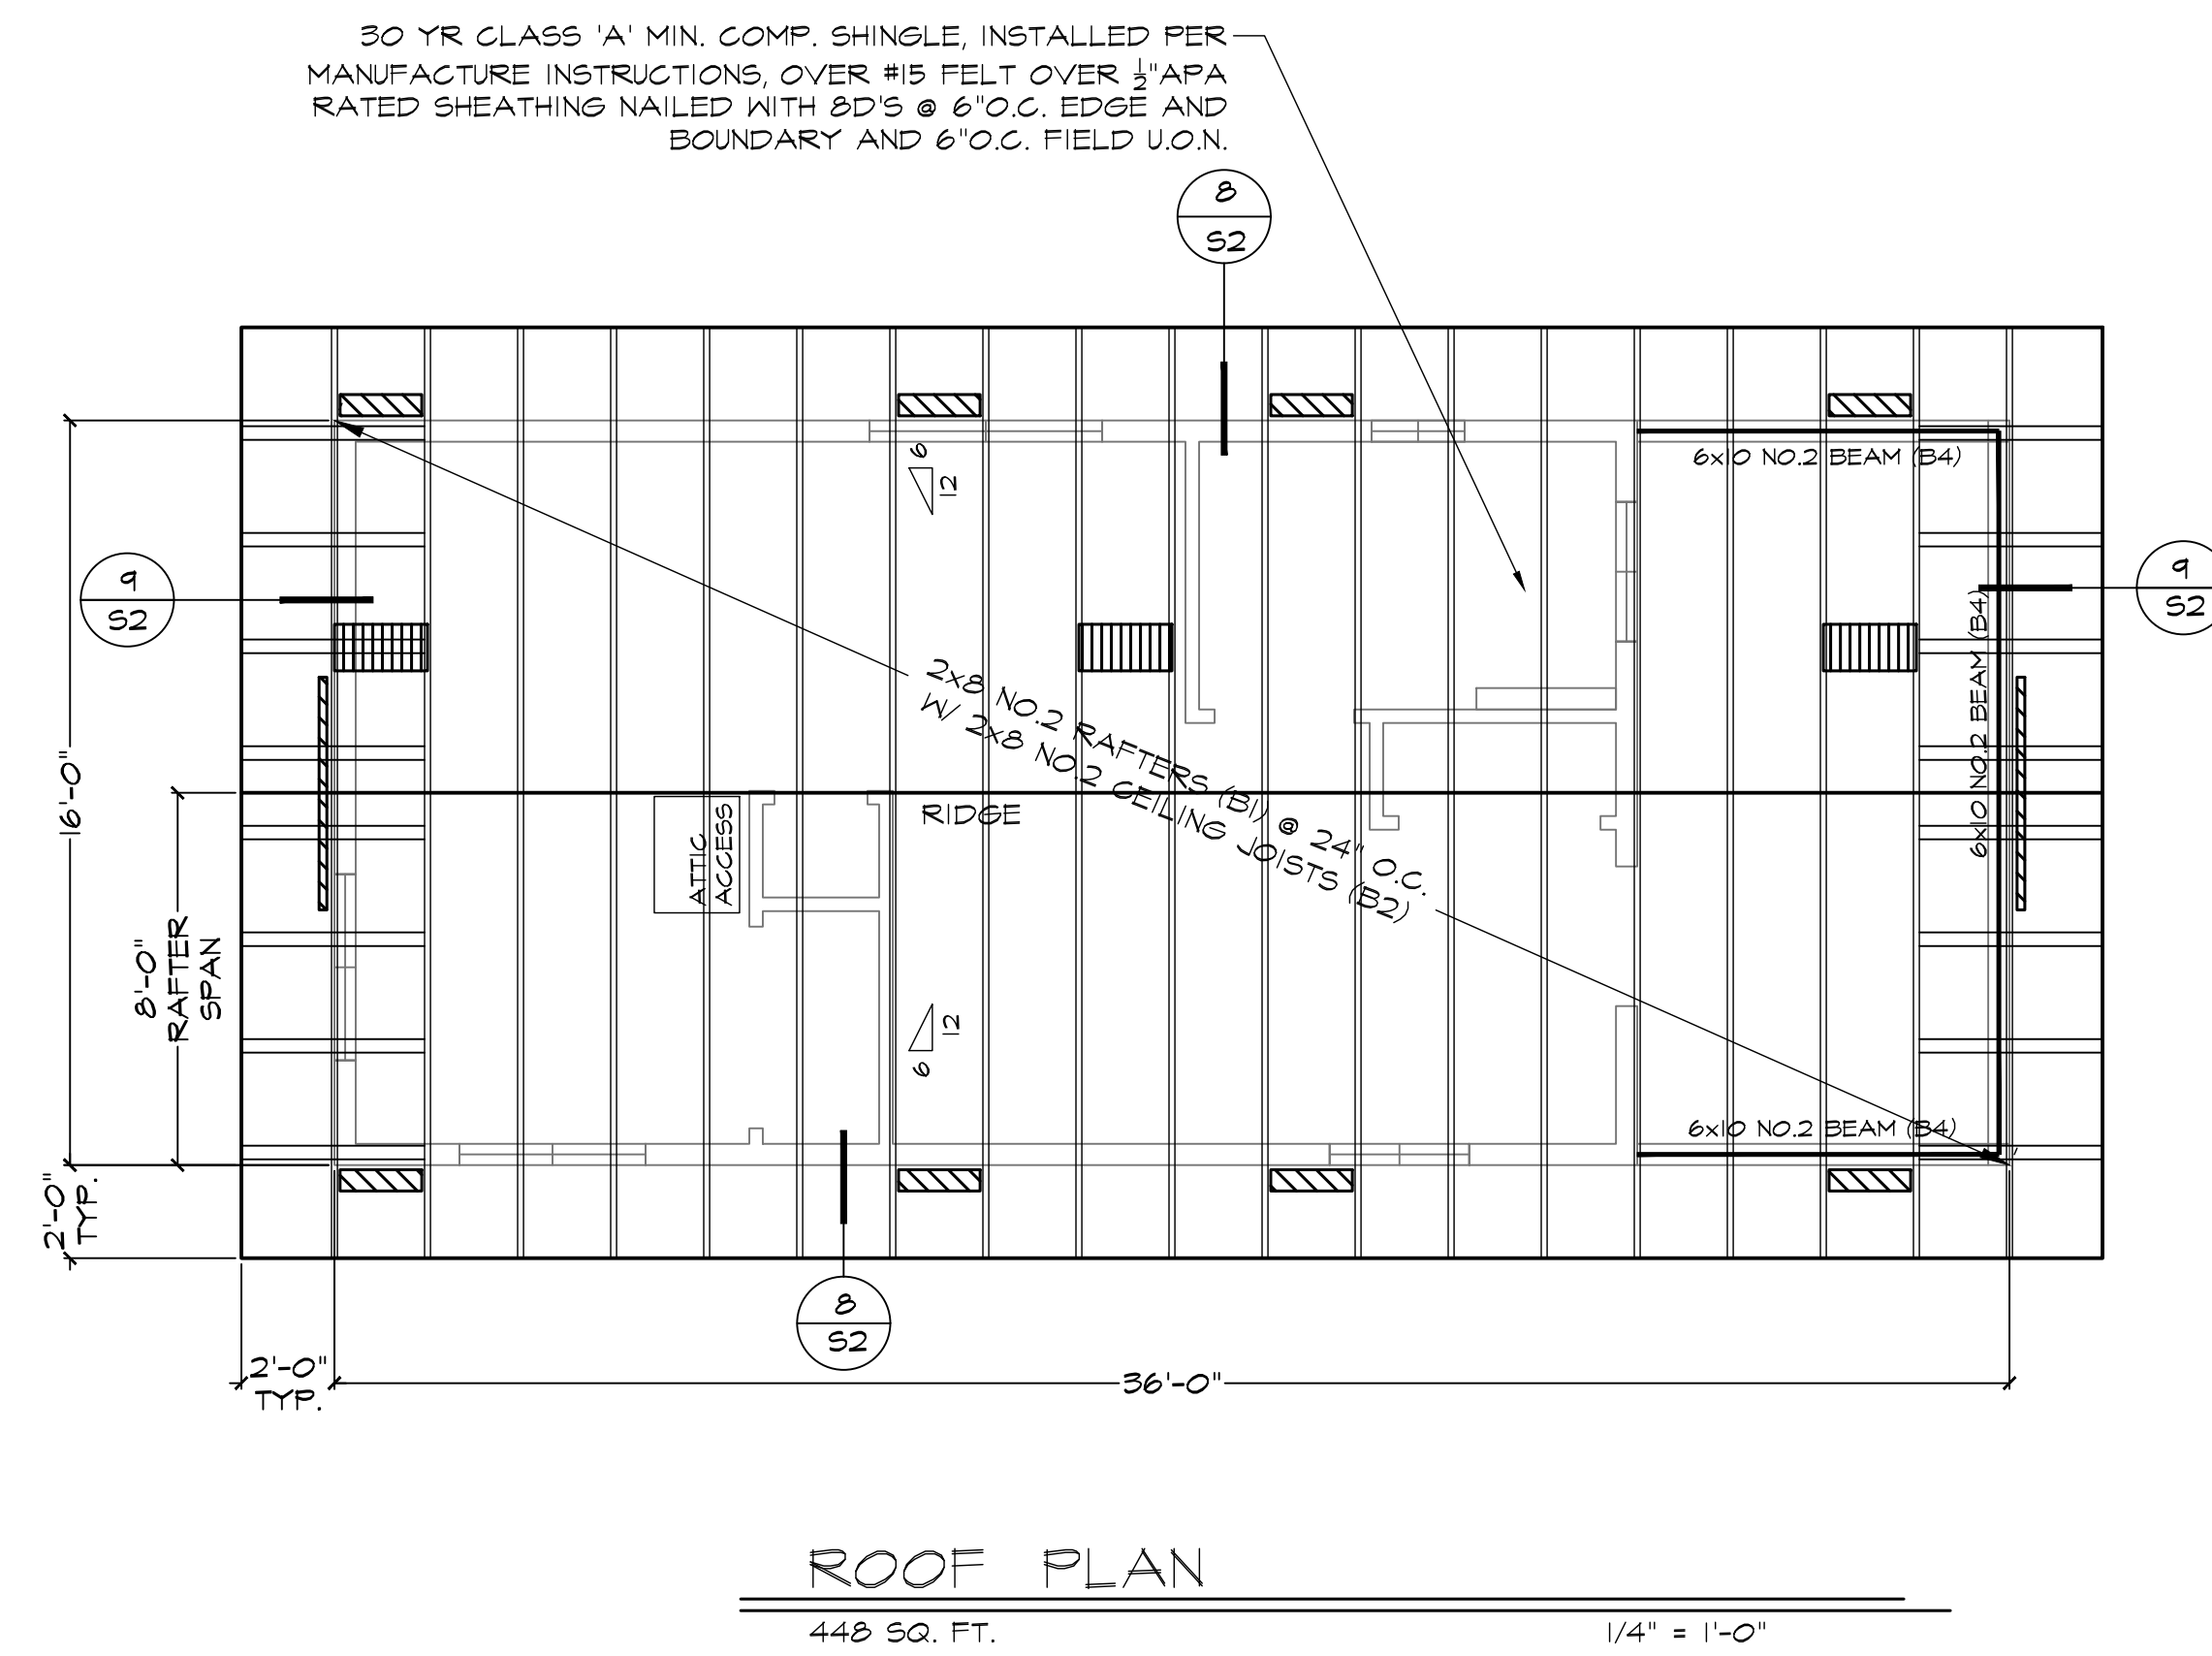 30 YR CLASS 'A' MIN. COMP. SHINGLE, INSTALLED PER
MANUFACTURE INSTRUCTIONS, OVER #15 FELT OVER ½"APA
RATED SHEATHING NAILED WITH 8D'S @ 6"O.C. EDGE AND
BOUNDARY AND 6"O.C. FIELD U.O.N.
8
S2
6x10 NO.2 BEAM (B4)
6
12
9
S2
9
S2
6x10 NO.2 BEAM (B4)
2x8 NO.2 RAFTERS (B1) @ 24" O.C.
W/ 2x8 NO.2 CEILING JOISTS (B2)
16'-0"
RIDGE
ATTIC
ACCESS
8'-0"
RAFTER
SPAN
12
6
6x10 NO.2 BEAM (B4)
2'-0"
TYP.
8
S2
2'-0"
TYP.
36'-0"
ROOF PLAN
448 SQ. FT.
1/4" = 1'-0"